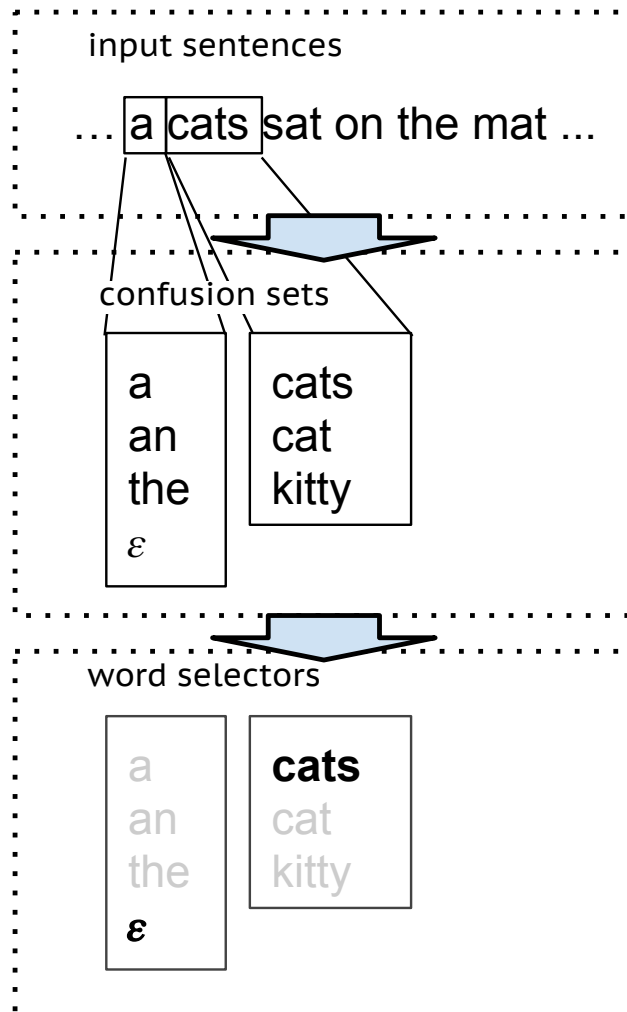 input sentences
... a cats sat on the mat ...
confusion sets
a
an
the
ε
cats
cat
kitty
word selectors
a
an
the
ε
cats
cat
kitty